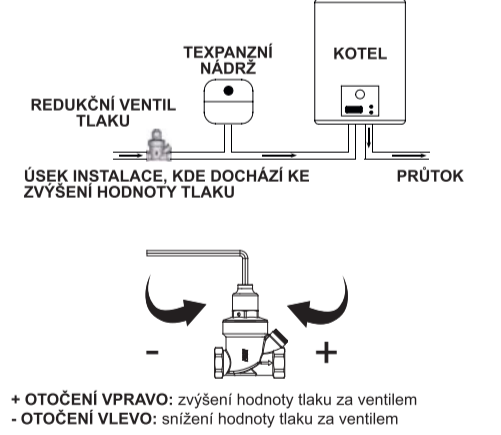 TEXPANZNÍ
NÁDRŽ
KOTEL
REDUKČNÍ VENTIL
TLAKU
ÚSEK INSTALACE, KDE DOCHÁZÍ KE
ZVÝŠENÍ HODNOTY TLAKU
PRŮTOK
- +
+ OTOČENÍ VPRAVO: zvýšení hodnoty tlaku za ventilem
- OTOČENÍ VLEVO: snížení hodnoty tlaku za ventilem